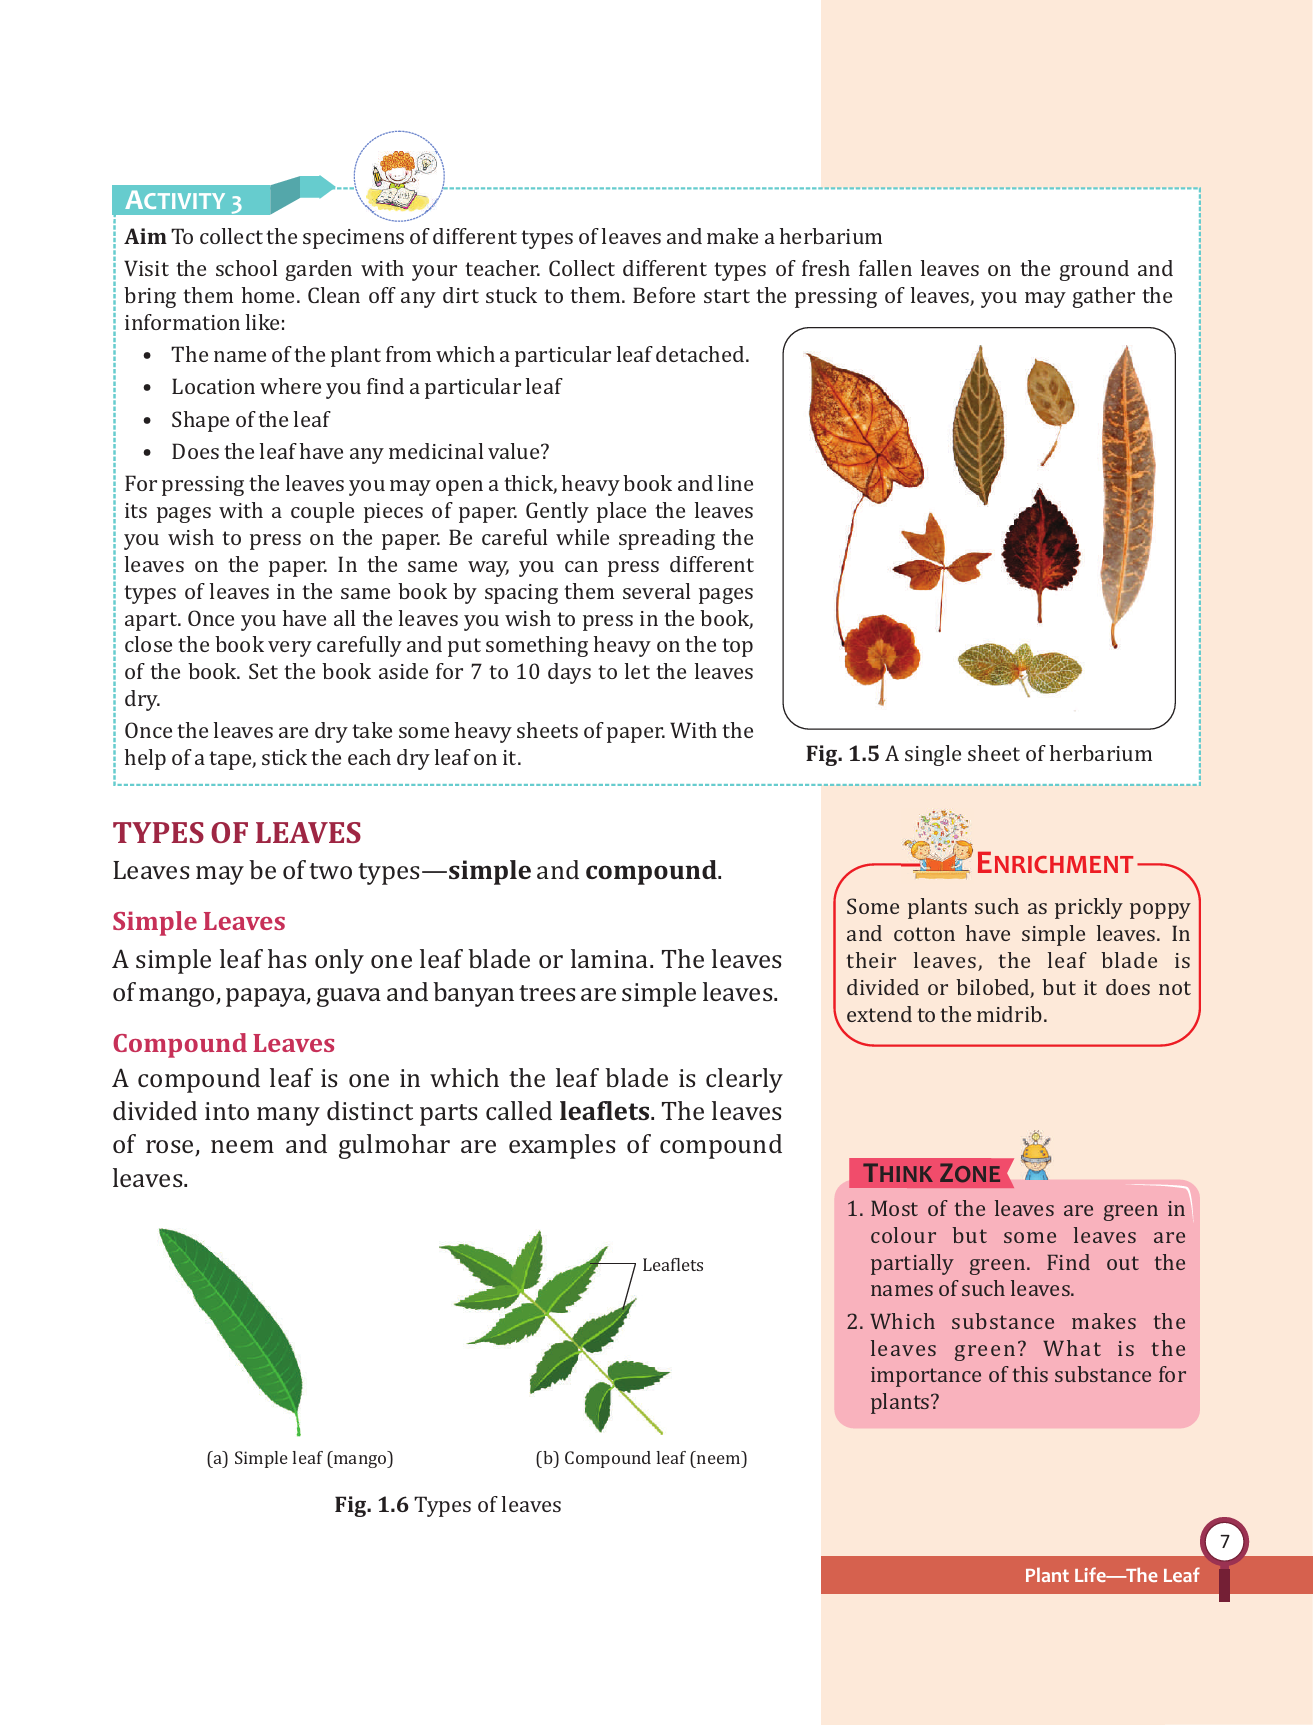 ACTIVITY 3
Aim To collect the specimens of different types of leaves and make a herbarium
Visit the school garden with your teacher. Collect different types of fresh fallen leaves on the ground and
bring them home. Clean off any dirt stuck to them. Before start the pressing of leaves, you may gather the
information like:
• The name of the plant from which a particular leaf detached.
• Location where you find a particular leaf
• Shape of the leaf
• Does the leaf have any medicinal value?
For pressing the leaves you may open a thick, heavy book and line
its pages with a couple pieces of paper. Gently place the leaves
you wish to press on the paper. Be careful while spreading the
leaves on the paper. In the same way, you can press different
types of leaves in the same book by spacing them several pages
apart. Once you have all the leaves you wish to press in the book,
close the book very carefully and put something heavy on the top
of the book. Set the book aside for 7 to 10 days to let the leaves
dry.
Once the leaves are dry take some heavy sheets of paper. With the
help of a tape, stick the each dry leaf on it.
Fig. 1.5 A single sheet of herbarium
TYPES OF LEAVES
Leaves may be of two types—simple and compound.
Simple Leaves
A simple leaf has only one leaf blade or lamina. The leaves
of mango, papaya, guava and banyan trees are simple leaves.
Compound Leaves
A compound leaf is one in which the leaf blade is clearly
divided into many distinct parts called leaflets. The leaves
of rose, neem and gulmohar are examples of compound
leaves.
Leaflets
(a) Simple leaf (mango)
(b) Compound leaf (neem)
Fig. 1.6 Types of leaves
ENRICHMENT
Some plants such as prickly poppy
and cotton have simple leaves. In
their leaves, the leaf blade is
divided or bilobed, but it does not
extend to the midrib.
THINK ZONE
1. Most of the leaves are green in
colour but some leaves are
partially green. Find out the
names of such leaves.
2. Which substance makes the
leaves green? What is the
importance of this substance for
plants?
7
Plant Life—The Leaf